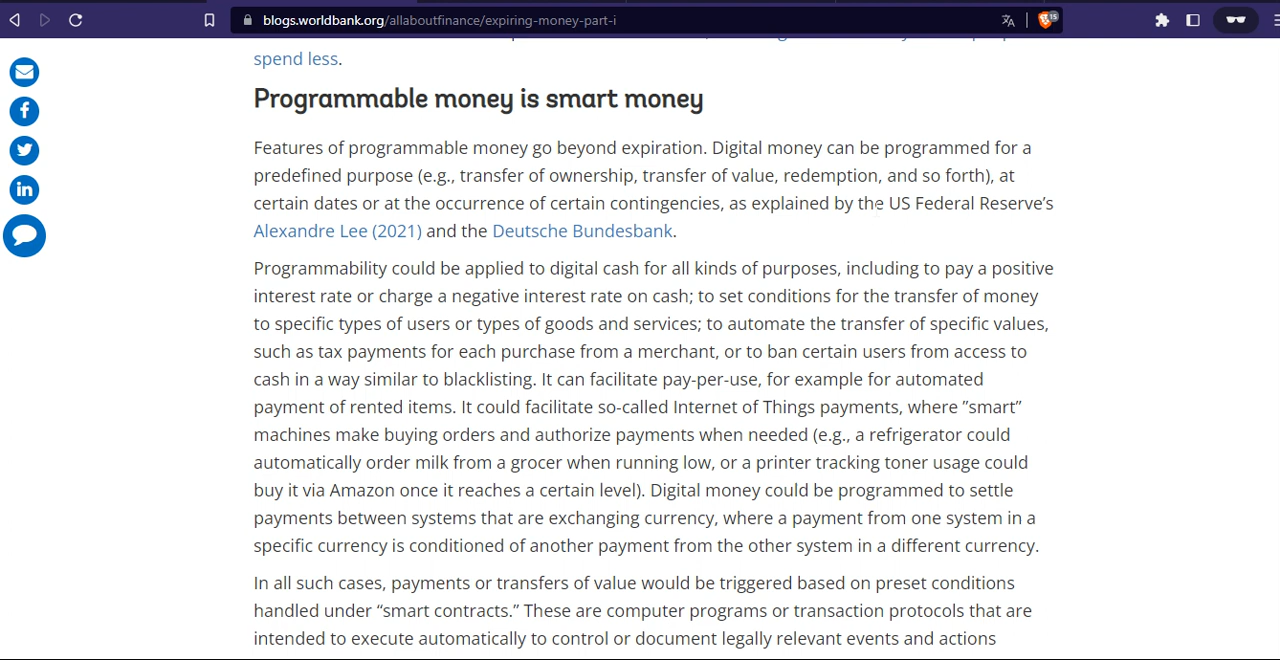 blogs.worldbank.org/allaboutfinance/expiring-money-part-i
15
spend less.
Programmable money is smart money
Features of programmable money go beyond expiration. Digital money can be programmed for a
predefined purpose (e.g., transfer of ownership, transfer of value, redemption, and so forth), at
certain dates or at the occurrence of certain contingencies, as explained by the US Federal Reserve’s
Alexandre Lee (2021) and the Deutsche Bundesbank.
Programmability could be applied to digital cash for all kinds of purposes, including to pay a positive
interest rate or charge a negative interest rate on cash; to set conditions for the transfer of money
to specific types of users or types of goods and services; to automate the transfer of specific values,
such as tax payments for each purchase from a merchant, or to ban certain users from access to
cash in a way similar to blacklisting. It can facilitate pay-per-use, for example for automated
payment of rented items. It could facilitate so-called Internet of Things payments, where ”smart”
machines make buying orders and authorize payments when needed (e.g., a refrigerator could
automatically order milk from a grocer when running low, or a printer tracking toner usage could
buy it via Amazon once it reaches a certain level). Digital money could be programmed to settle
payments between systems that are exchanging currency, where a payment from one system in a
specific currency is conditioned of another payment from the other system in a different currency.
In all such cases, payments or transfers of value would be triggered based on preset conditions
handled under “smart contracts.” These are computer programs or transaction protocols that are
intended to execute automatically to control or document legally relevant events and actions